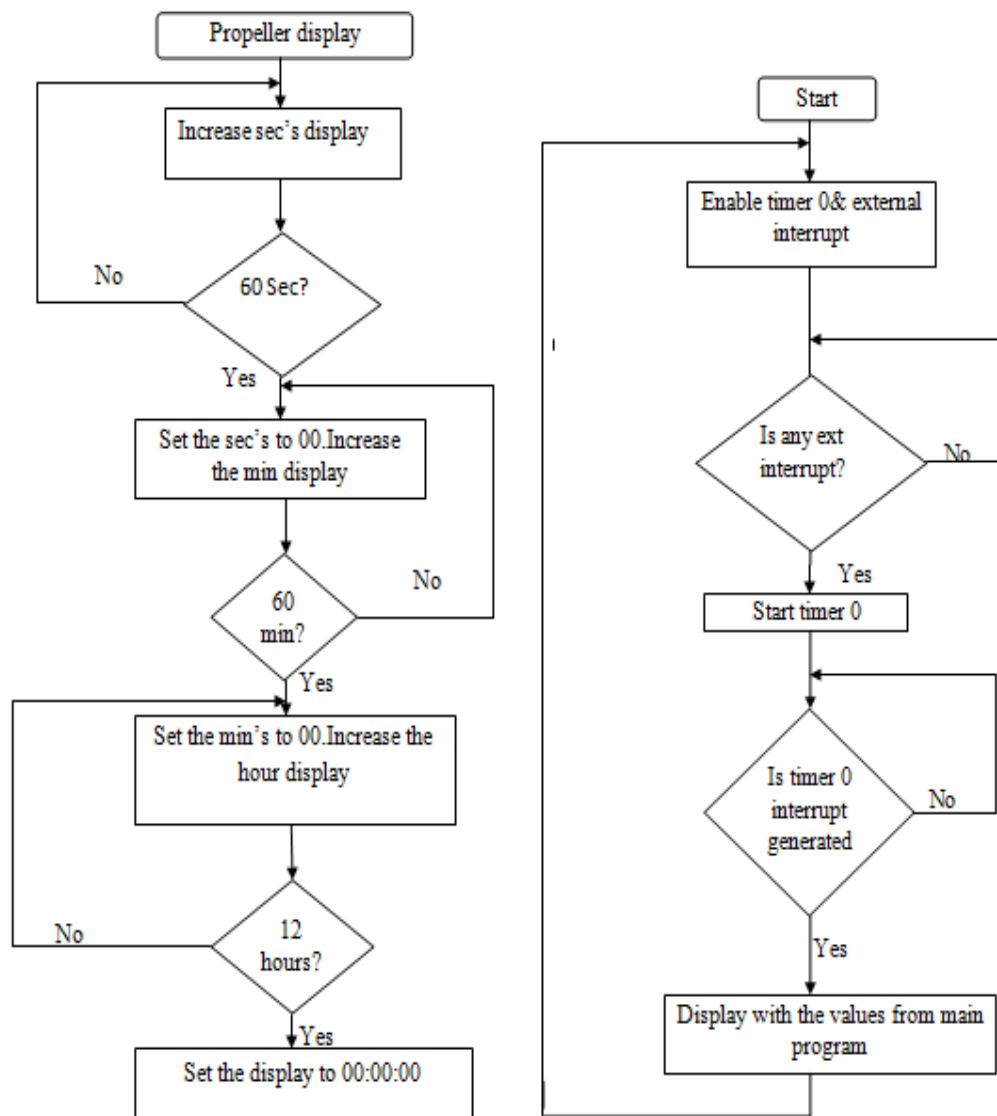 Propeller display
Increase sec's display
No
60 Sec?
Yes
Set the sec's to 00.Increase
the min display
No
60
min?
Yes
Set the min's to 00.Increase the
hour display
No
12
hours?
Yes
Set the display to 00:00:00
Start
Enable timer 0& external
interrupt
Is any ext
interrupt?
No
Yes
Start timer 0
Is timer 0
interrupt
generated
No
Yes
Display with the values from main
program